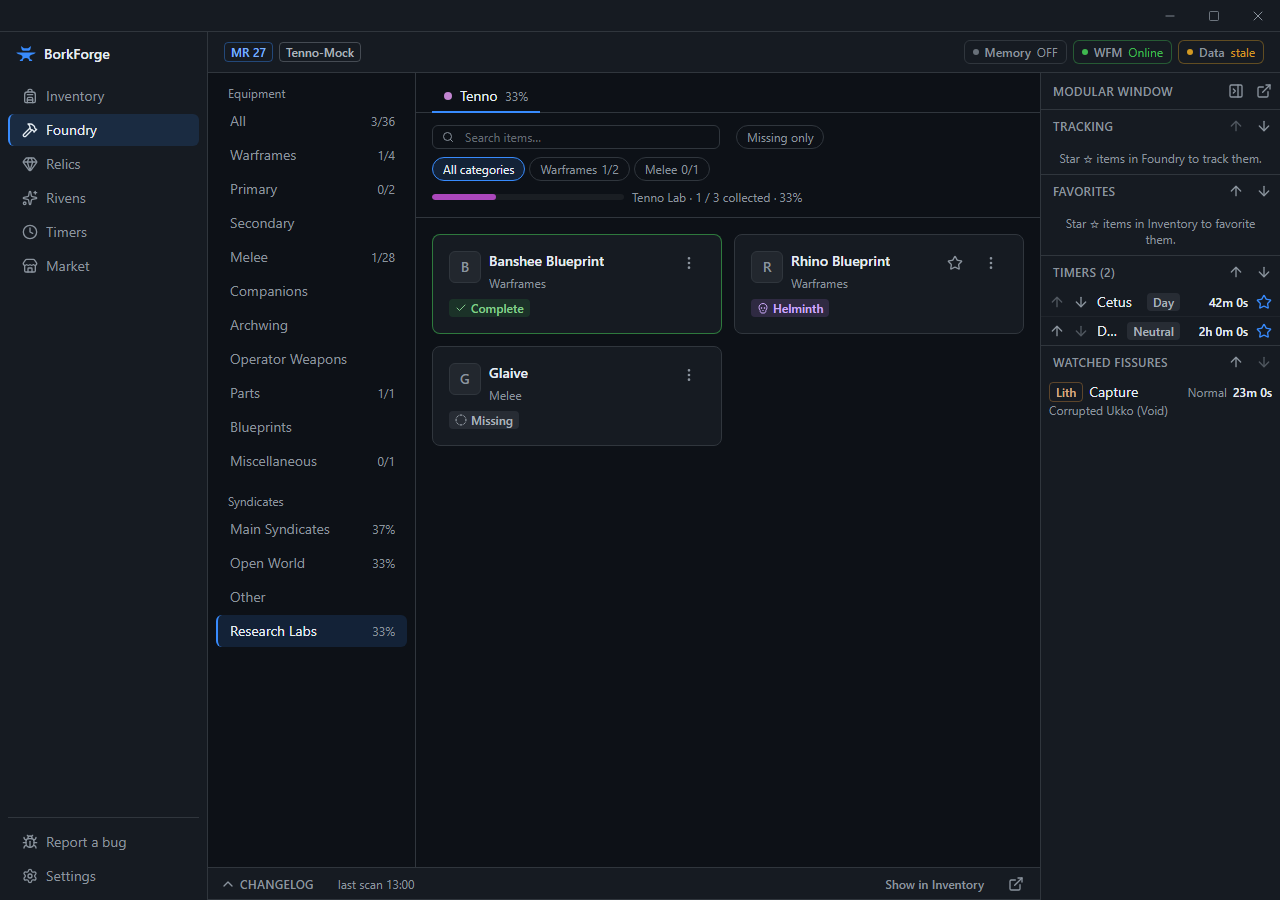 BorkForge
Inventory
Foundry
Relics
Rivens
Timers
Market
Report a bug
Settings
MR 27
Tenno-Mock
Memory OFF
WFM Online
Data stale
Equipment
All 3/36
Warframes 1/4
Primary 0/2
Secondary
Melee 1/28
Companions
Archwing
Operator Weapons
Parts 1/1
Blueprints
Miscellaneous 0/1
Syndicates
Main Syndicates 37%
Open World 33%
Other
Research Labs 33%
Tenno 33%
Search items...
Missing only
All categories
Warframes 1/2
Melee 0/1
Tenno Lab · 1 / 3 collected · 33%
B
Banshee Blueprint
Warframes
Complete
R
Rhino Blueprint
Warframes
Helminth
G
Glaive
Melee
Missing
CHANGELOG
last scan 13:00
Show in Inventory
MODULAR WINDOW
TRACKING
Star ☆ items in Foundry to track them.
FAVORITES
Star ☆ items in Inventory to favorite
them.
TIMERS (2)
Cetus Day 42m 0s
D... Neutral 2h 0m 0s
WATCHED FISSURES
Lith Capture Normal 23m 0s
Corrupted Ukko (Void)